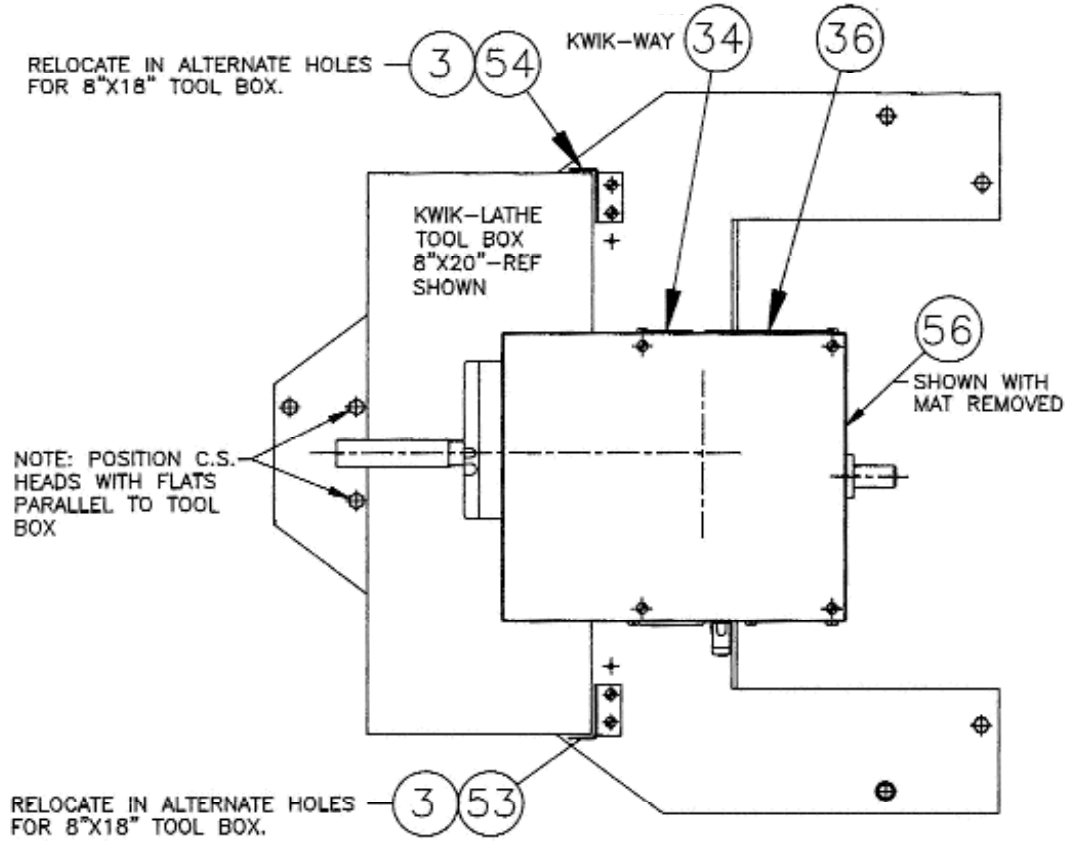 RELOCATE IN ALTERNATE HOLES
FOR 8"X18" TOOL BOX.
3
54
KWIK-WAY
34
36
KWIK-LATHE
TOOL BOX
8"X20"-REF
SHOWN
56
SHOWN WITH
MAT REMOVED
NOTE: POSITION C.S.
HEADS WITH FLATS
PARALLEL TO TOOL
BOX
RELOCATE IN ALTERNATE HOLES
FOR 8"X18" TOOL BOX.
3
53